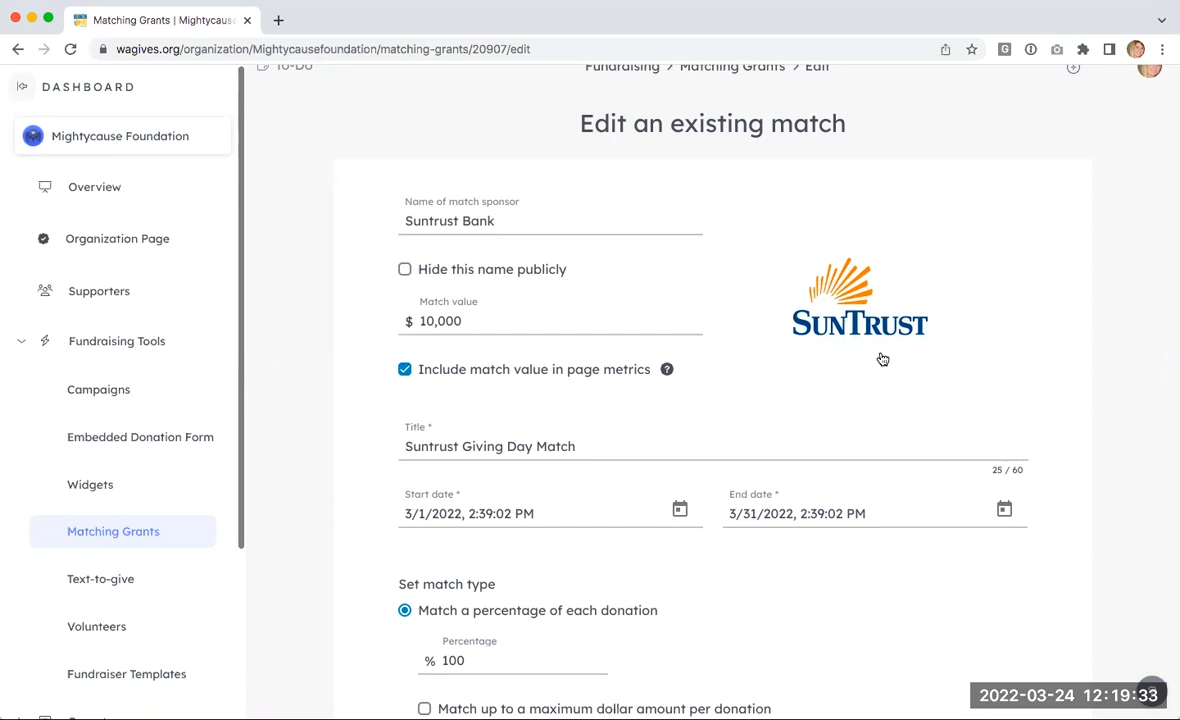 Matching Grants | Mightycause
wagives.org/organization/Mightycausefoundation/matching-grants/20907/edit
DASHBOARD
Mightycause Foundation
Overview
Organization Page
Supporters
Fundraising Tools
Campaigns
Embedded Donation Form
Widgets
Matching Grants
Text-to-give
Volunteers
Fundraiser Templates
To-Do
Fundraising > Matching Grants > Edit
Edit an existing match
Name of match sponsor
Suntrust Bank
Hide this name publicly
Match value
$ 10,000
Include match value in page metrics ?
SUNTRUST
Title *
Suntrust Giving Day Match
25 / 60
Start date *
3/1/2022, 2:39:02 PM
End date *
3/31/2022, 2:39:02 PM
Set match type
Match a percentage of each donation
Percentage
% 100
Match up to a maximum dollar amount per donation
2022-03-24 12:19:33